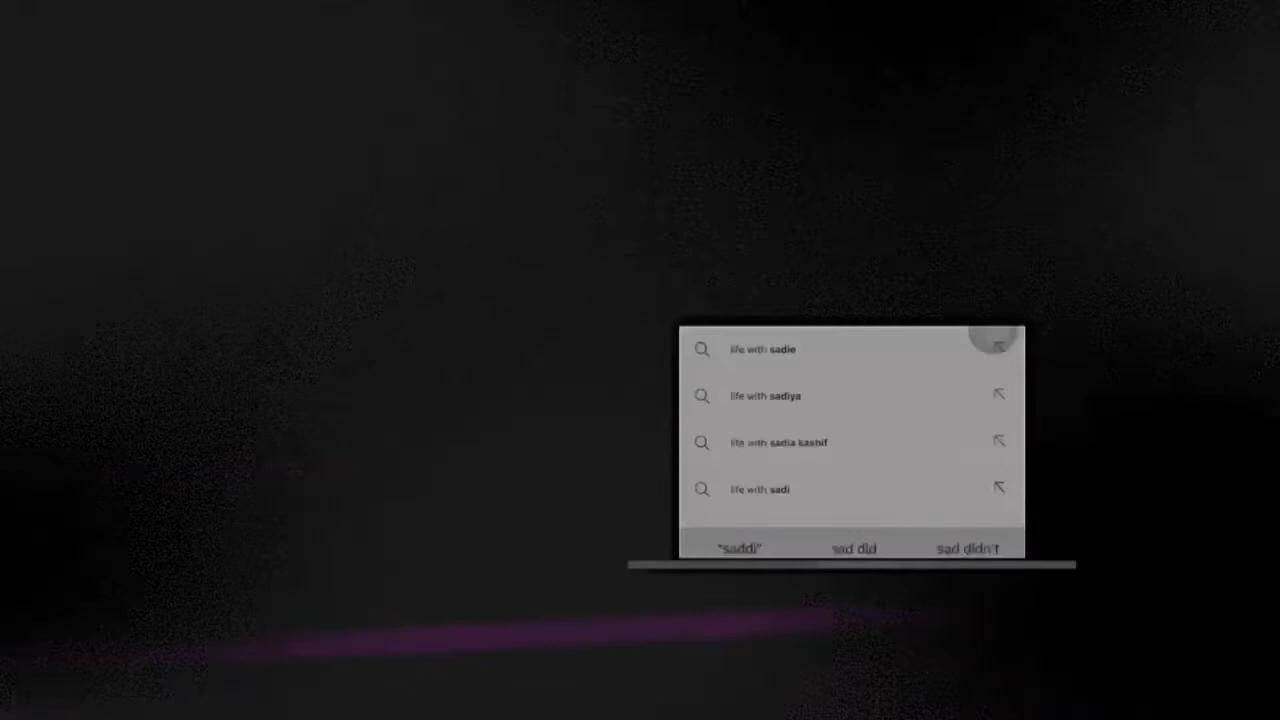 life with sadie
life with sadiya
life with sadia kashif
life with sadi
"saddi" sad did sad didn't